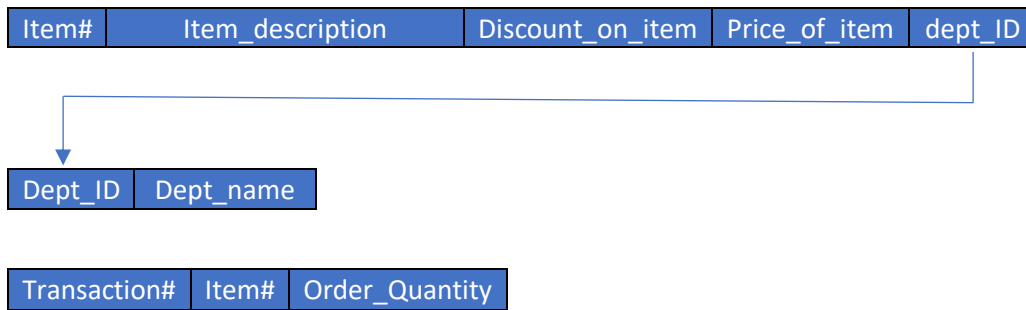 Item# Item_description Discount_on_item Price_of_item dept_ID
Dept_ID Dept_name
Transaction# Item# Order_Quantity